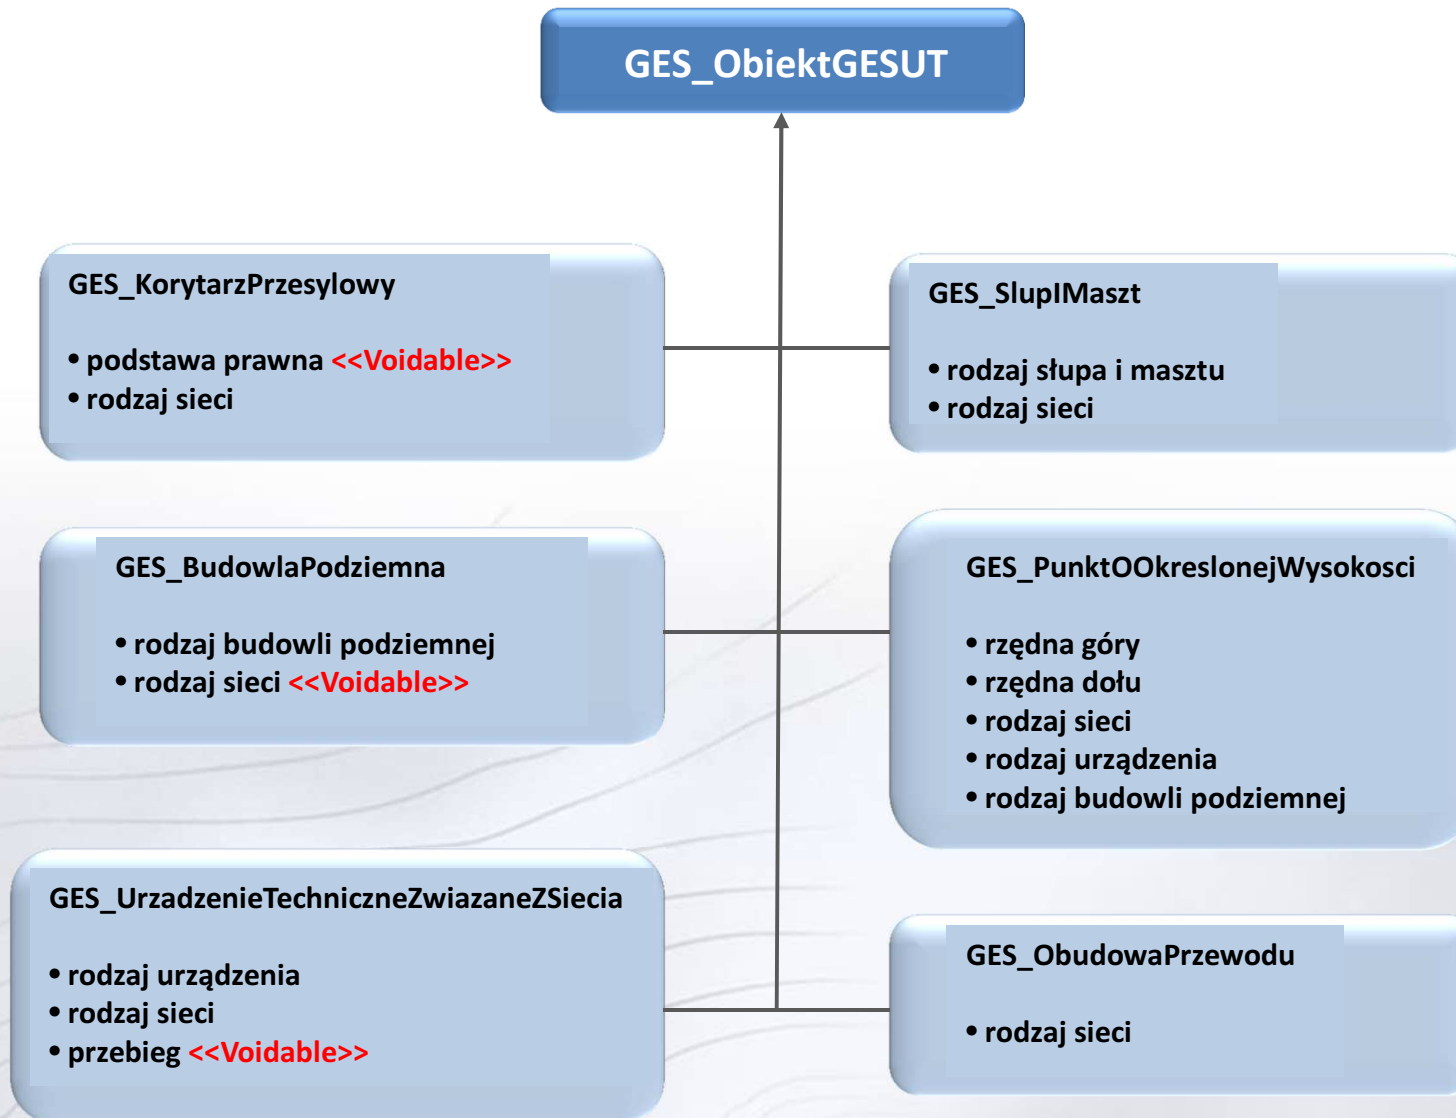 GES_ObiektGESUT
GES_KorytarzPrzesylowy
• podstawa prawna <<Voidable>>
• rodzaj sieci
GES_SlupIMaszt
• rodzaj słupa i masztu
• rodzaj sieci
GES_BudowlaPodziemna
• rodzaj budowli podziemnej
• rodzaj sieci <<Voidable>>
GES_PunktOOkreslonejWysokosci
• rzędna góry
• rzędna dołu
• rodzaj sieci
• rodzaj urządzenia
• rodzaj budowli podziemnej
GES_UrzadzenieTechniczneZwiazaneZSiecia
• rodzaj urządzenia
• rodzaj sieci
• przebieg <<Voidable>>
GES_ObudowaPrzewodu
• rodzaj sieci